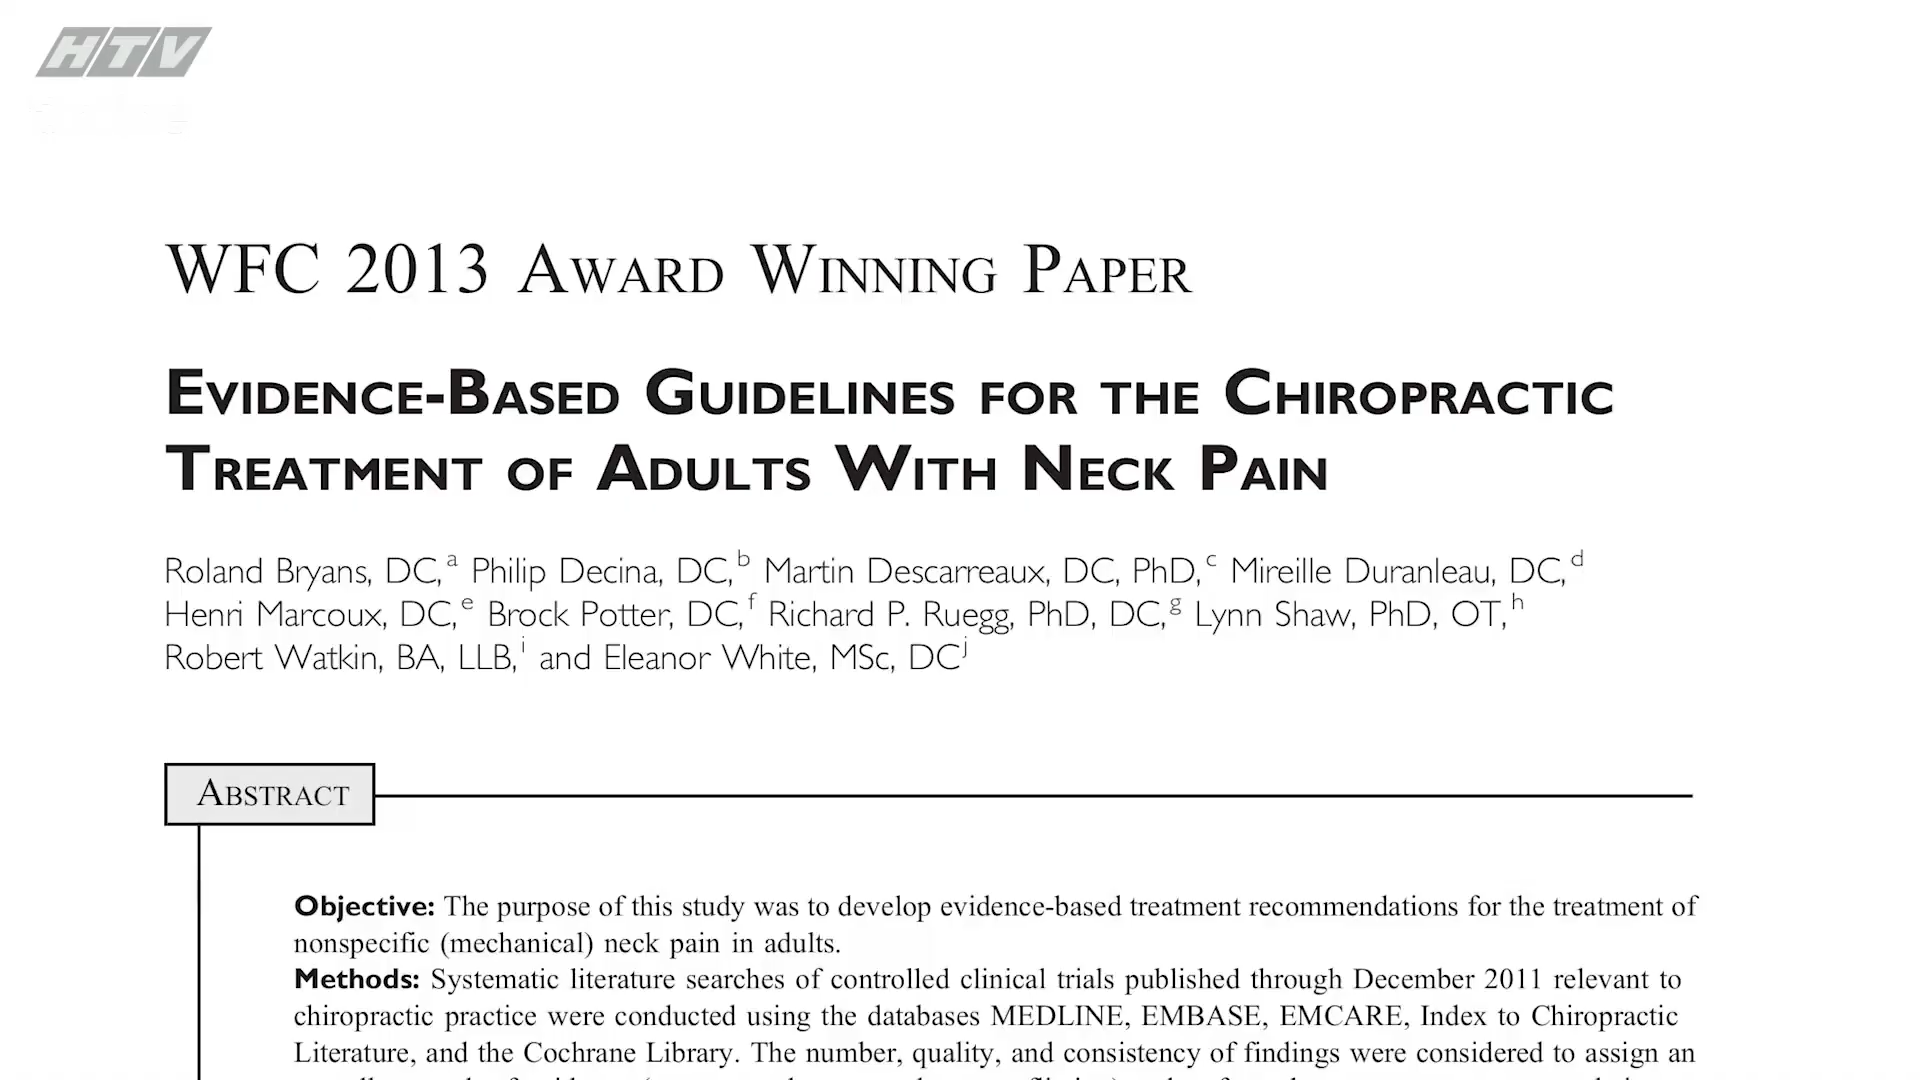 HTV
WFC 2013 AWARD WINNING PAPER
EVIDENCE-BASED GUIDELINES FOR THE CHIROPRACTIC
TREATMENT OF ADULTS WITH NECK PAIN
Roland Bryans, DC,ᵃ Philip Decina, DC,ᵇ Martin Descarreaux, DC, PhD,ᶜ Mireille Duranleau, DC,ᵈ
Henri Marcoux, DC,ᵉ Brock Potter, DC,ᶠ Richard P. Ruegg, PhD, DC,ᵍ Lynn Shaw, PhD, OT,ʰ
Robert Watkin, BA, LLB,ⁱ and Eleanor White, MSc, DCʲ
ABSTRACT
Objective: The purpose of this study was to develop evidence-based treatment recommendations for the treatment of
nonspecific (mechanical) neck pain in adults.
Methods: Systematic literature searches of controlled clinical trials published through December 2011 relevant to
chiropractic practice were conducted using the databases MEDLINE, EMBASE, EMCARE, Index to Chiropractic
Literature, and the Cochrane Library. The number, quality, and consistency of findings were considered to assign an